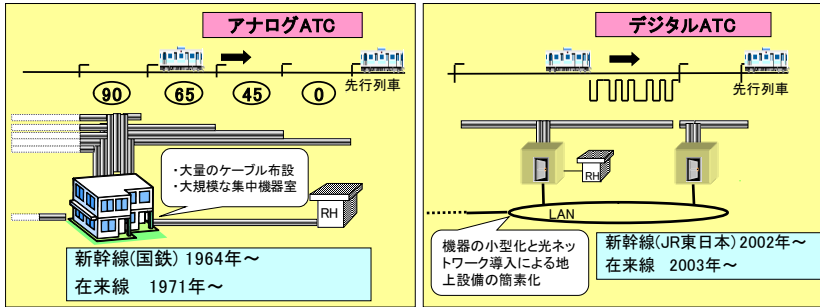 アナログATC
先行列車
90 65 45 0
・大量のケーブル布設
・大規模な集中機器室
RH
新幹線(国鉄) 1964年～
在来線 1971年～
デジタルATC
先行列車
RH
LAN
機器の小型化と光ネッ
トワーク導入による地
上設備の簡素化
新幹線(JR東日本) 2002年～
在来線 2003年～